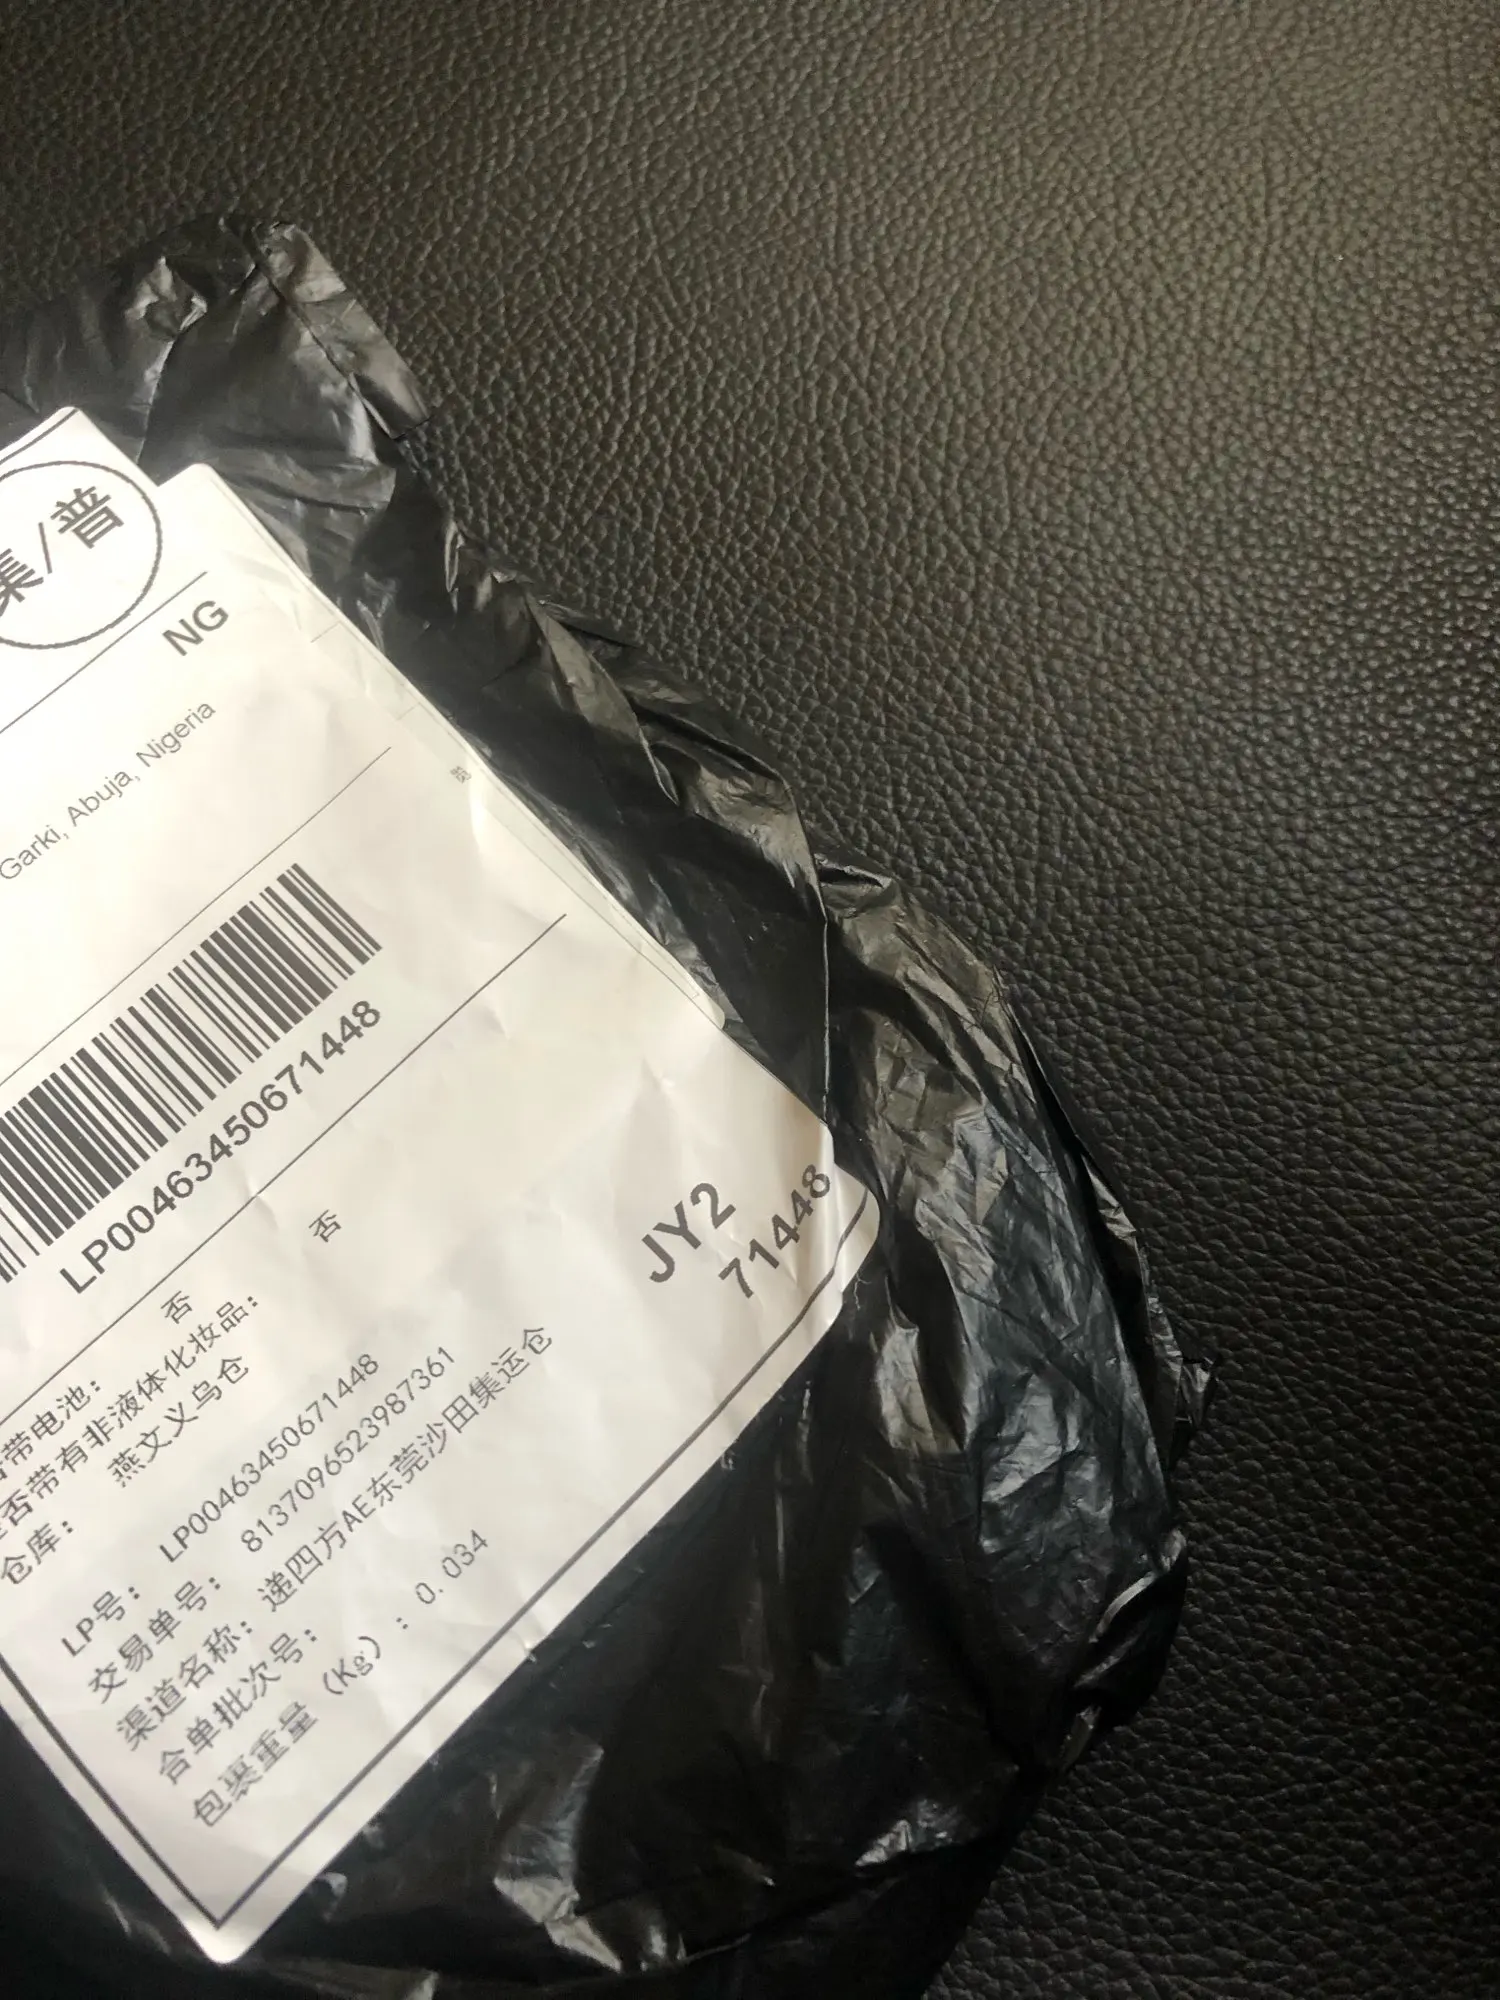 集/普
NG
Garki, Abuja, Nigeria
LP00463450671448
否
否
带电池:
否带有非液体化妆品:
仓库: 燕文义乌仓
JY2
71448
LP号: LP00463450671448
交易单号: 8137096523987361
渠道名称: 递四方AE东莞沙田集运仓
合单批次号:
包裹重量 (Kg) : 0.034